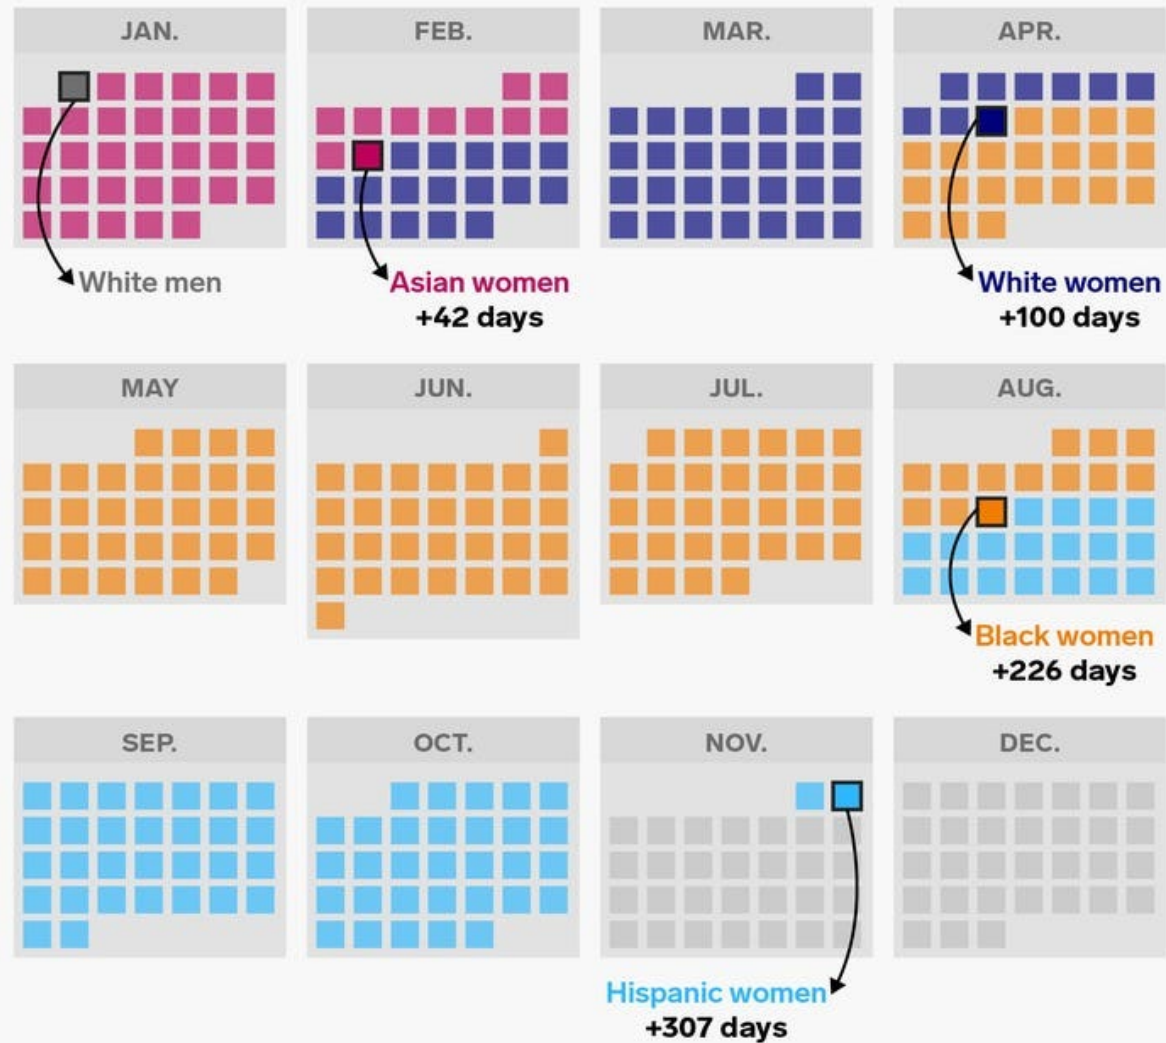 JAN.
FEB.
MAR.
APR.
White men
Asian women
+42 days
White women
+100 days
MAY
JUN.
JUL.
AUG.
Black women
+226 days
SEP.
OCT.
NOV.
DEC.
Hispanic women
+307 days